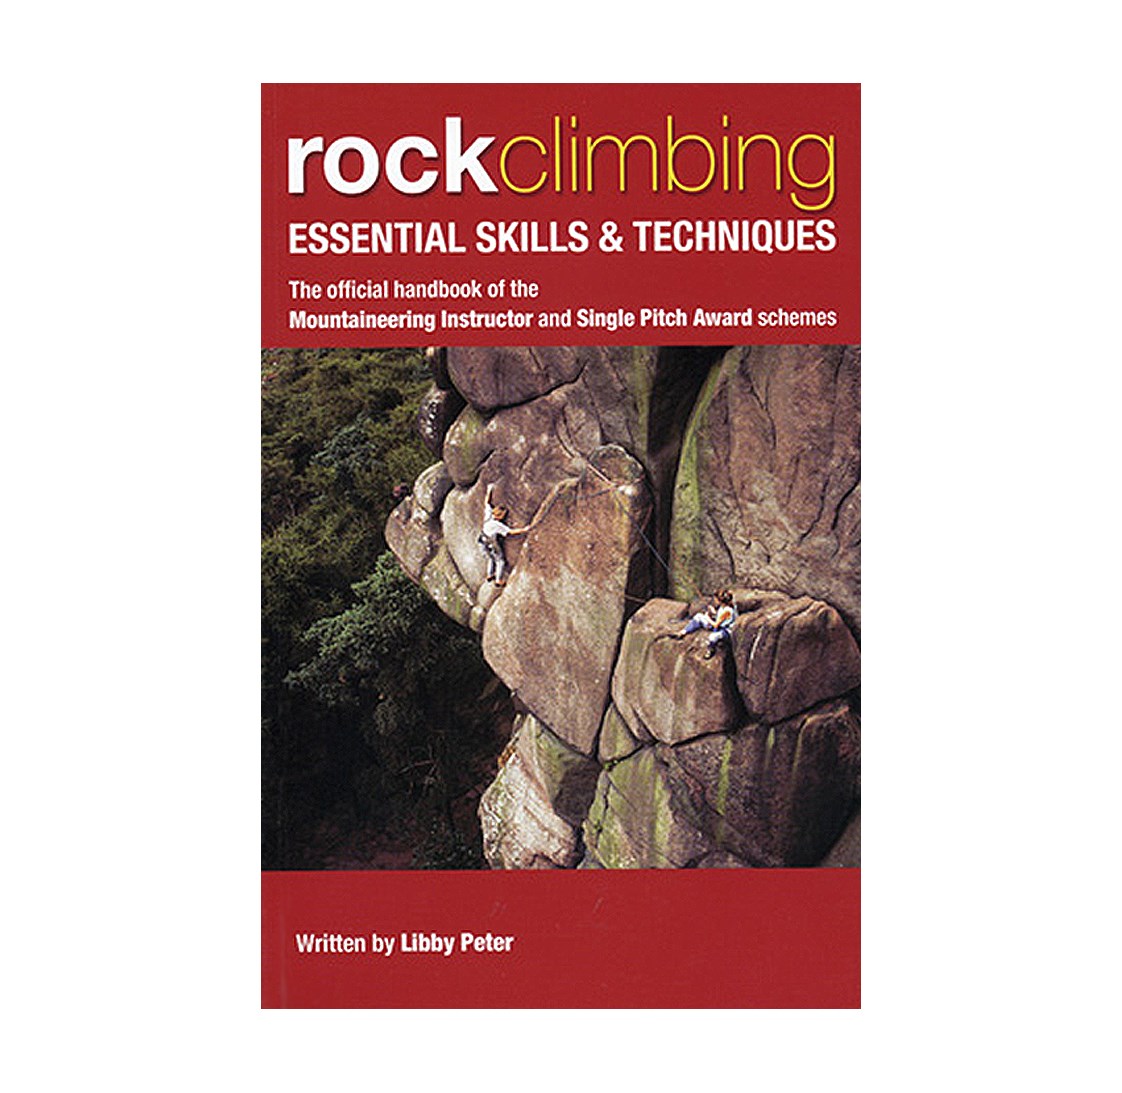 rockclimbing
ESSENTIAL SKILLS & TECHNIQUES
The official handbook of the
Mountaineering Instructor and Single Pitch Award schemes
Written by Libby Peter